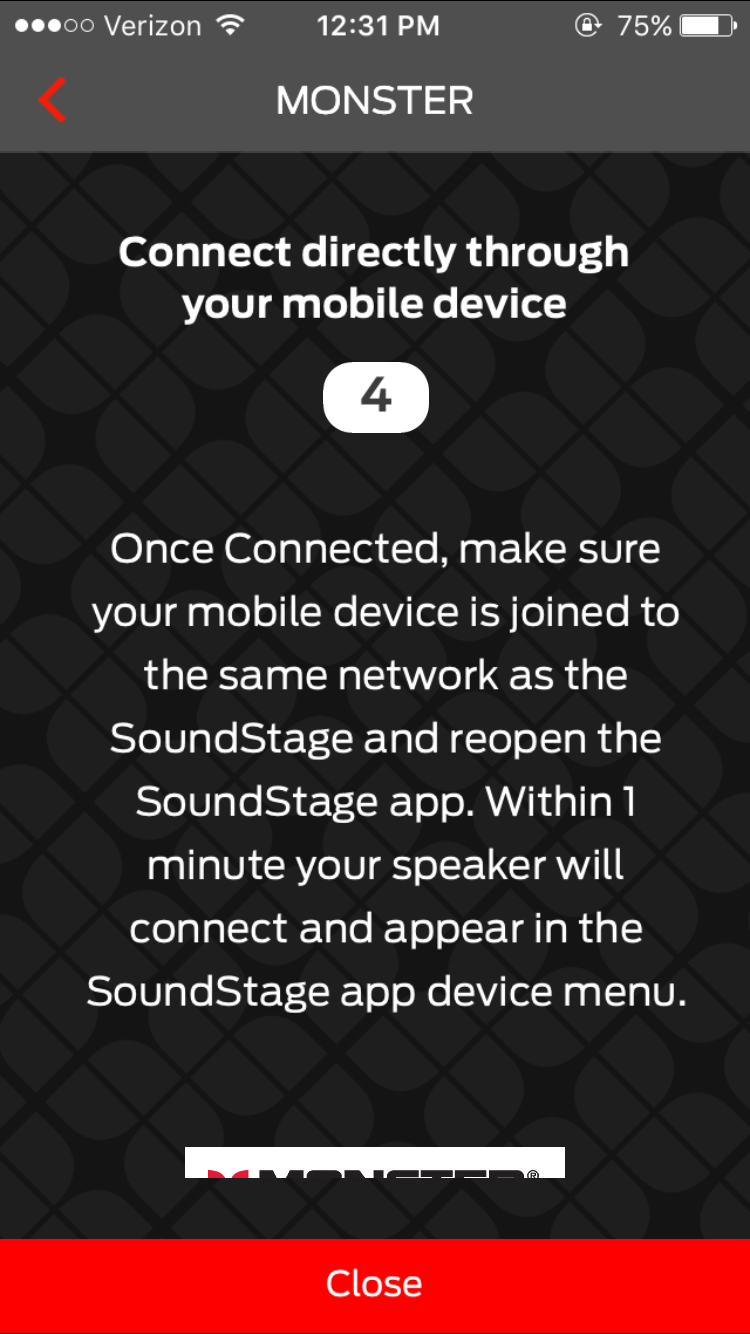 Verizon 12:31 PM 75%
MONSTER
Connect directly through
your mobile device
4
Once Connected, make sure
your mobile device is joined to
the same network as the
SoundStage and reopen the
SoundStage app. Within 1
minute your speaker will
connect and appear in the
SoundStage app device menu.
MONSTER®
Close